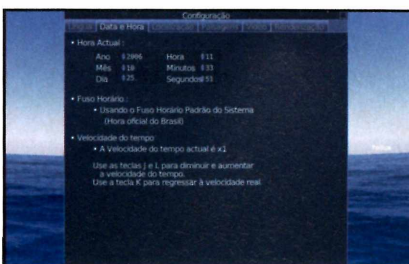 Configuração
Data e Hora
• Hora Actual :
Ano 2006 Hora 11
Mês 10 Minutos 33
Dia 25 Segundos 51
• Fuso Horário :
• Usando o Fuso Horário Padrão do Sistema
(Hora oficial do Brasil)
• Velocidade do tempo
• A Velocidade do tempo actual é x1
Use as teclas J e L para diminuir e aumentar
a velocidade do tempo.
Use a tecla K para regressar à velocidade real.